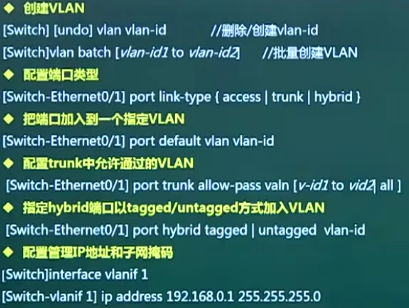 ◆ 创建VLAN
[Switch] [undo] vlan vlan-id //删除/创建vlan-id
[Switch]vlan batch [vlan-id1 to vlan-id2] //批量创建VLAN
◆ 配置端口类型
[Switch-Ethernet0/1] port link-type { access | trunk | hybrid }
◆ 把端口加入到一个指定VLAN
[Switch-Ethernet0/1] port default vlan vlan-id
◆ 配置trunk中允许通过的VLAN
[Switch-Ethernet0/1] port trunk allow-pass valn [v-id1 to vid2| all ]
◆ 指定hybrid端口以tagged/untagged方式加入VLAN
[Switch-Ethernet0/1] port hybrid tagged | untagged vlan-id
◆ 配置管理IP地址和子网掩码
[Switch]interface vlanif 1
[Switch-vlanif 1] ip address 192.168.0.1 255.255.255.0